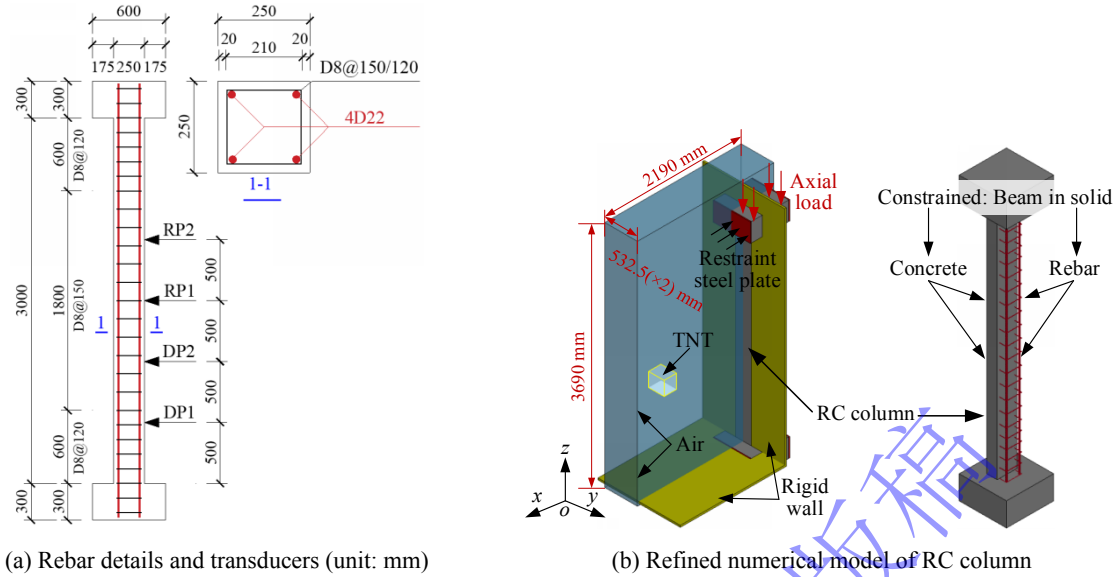 600
250
175 250 175
20 210 20
D8@150/120
4D22
250
1-1
300
3000
300
300
600
D8@120
1800
D8@150
600
D8@120
300
RP2
RP1
DP2
DP1
500
500
500
500
1 1
(a) Rebar details and transducers (unit: mm)
2190 mm
532.5(×2) mm
3690 mm
Axial
load
Restraint
steel plate
TNT
RC column
Air
Rigid
wall
z
x
o
y
Constrained: Beam in solid
Concrete
Rebar
(b) Refined numerical model of RC column
版稿